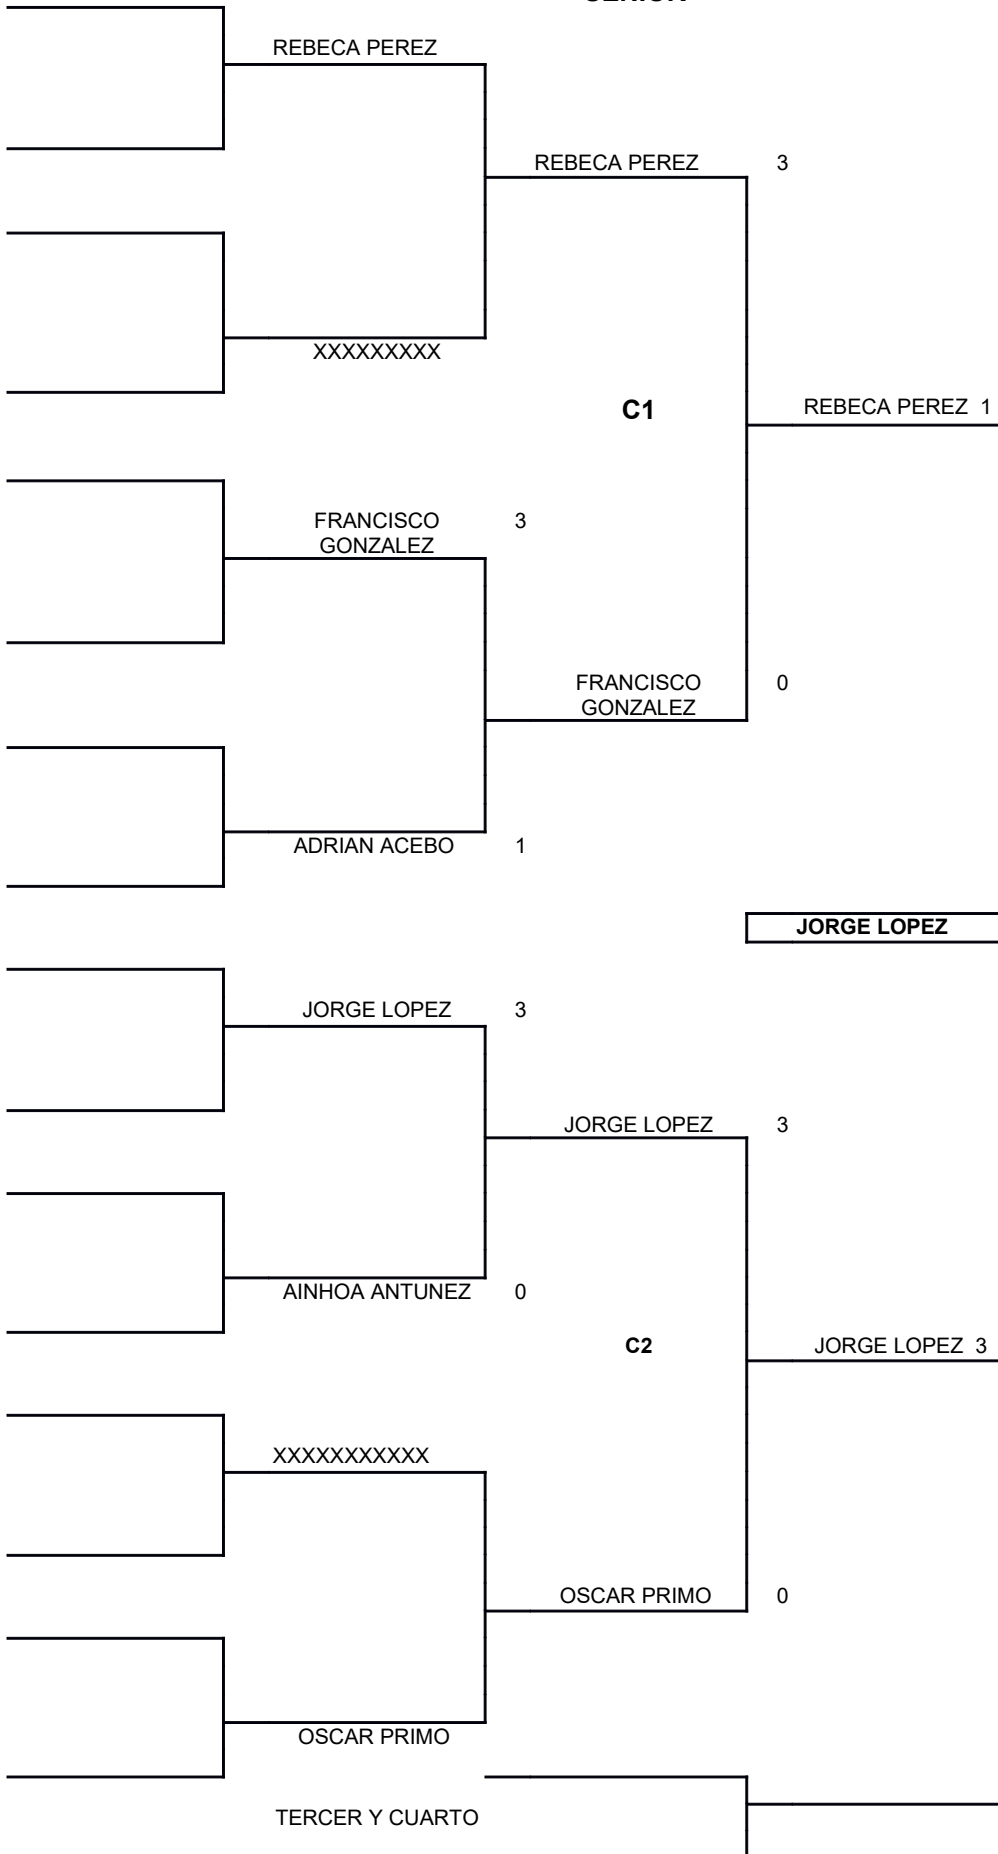 REBECA PEREZ
REBECA PEREZ 3
XXXXXXXXX
C1
REBECA PEREZ 1
FRANCISCO
GONZALEZ
3
FRANCISCO
GONZALEZ
0
ADRIAN ACEBO 1
JORGE LOPEZ
JORGE LOPEZ 3
JORGE LOPEZ 3
AINHOA ANTUNEZ 0
C2
JORGE LOPEZ 3
XXXXXXXXXXX
OSCAR PRIMO 0
OSCAR PRIMO
TERCER Y CUARTO